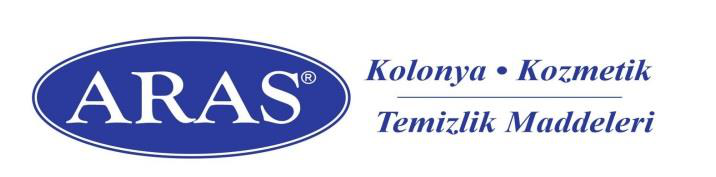 ARAS®
Kolonya • Kozmetik
Temizlik Maddeleri